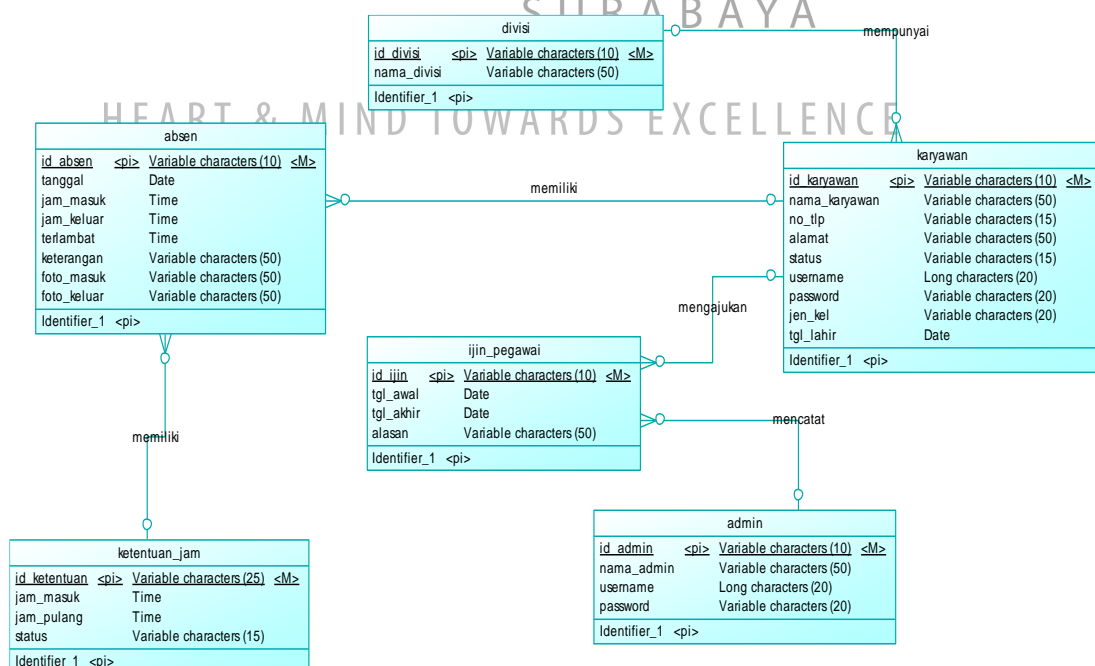 SURABAYA
HEART & MIND TOWARDS EXCELLENCE
divisi
id_divisi <pi> Variable characters (10) <M>
nama_divisi Variable characters (50)
Identifier_1 <pi>
mempunyai
absen
id_absen <pi> Variable characters (10) <M>
tanggal Date
jam_masuk Time
jam_keluar Time
terlambat Time
keterangan Variable characters (50)
foto_masuk Variable characters (50)
foto_keluar Variable characters (50)
Identifier_1 <pi>
memiliki
karyawan
id_karyawan <pi> Variable characters (10) <M>
nama_karyawan Variable characters (50)
no_tlp Variable characters (15)
alamat Variable characters (50)
status Variable characters (15)
username Long characters (20)
password Variable characters (20)
jen_kel Variable characters (20)
tgl_lahir Date
Identifier_1 <pi>
mengajukan
ijin_pegawai
id_ijin <pi> Variable characters (10) <M>
tgl_awal Date
tgl_akhir Date
alasan Variable characters (50)
Identifier_1 <pi>
mencatat
memiliki
admin
id_admin <pi> Variable characters (10) <M>
nama_admin Variable characters (50)
username Long characters (20)
password Variable characters (20)
Identifier_1 <pi>
ketentuan_jam
id_ketentuan <pi> Variable characters (25) <M>
jam_masuk Time
jam_pulang Time
status Variable characters (15)
Identifier_1 <pi>